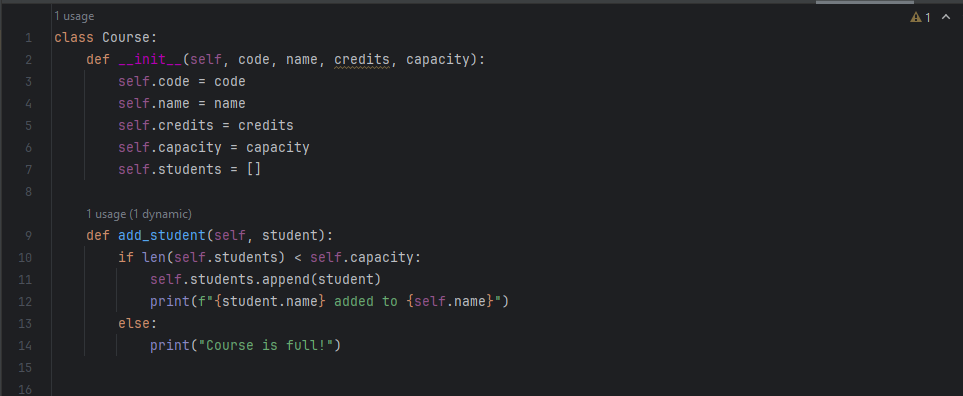 1 usage
1
1 class Course:
2 def __init__(self, code, name, credits, capacity):
3 self.code = code
4 self.name = name
5 self.credits = credits
6 self.capacity = capacity
7 self.students = []
8
1 usage (1 dynamic)
9 def add_student(self, student):
10 if len(self.students) < self.capacity:
11 self.students.append(student)
12 print(f"{student.name} added to {self.name}")
13 else:
14 print("Course is full!")
15
16